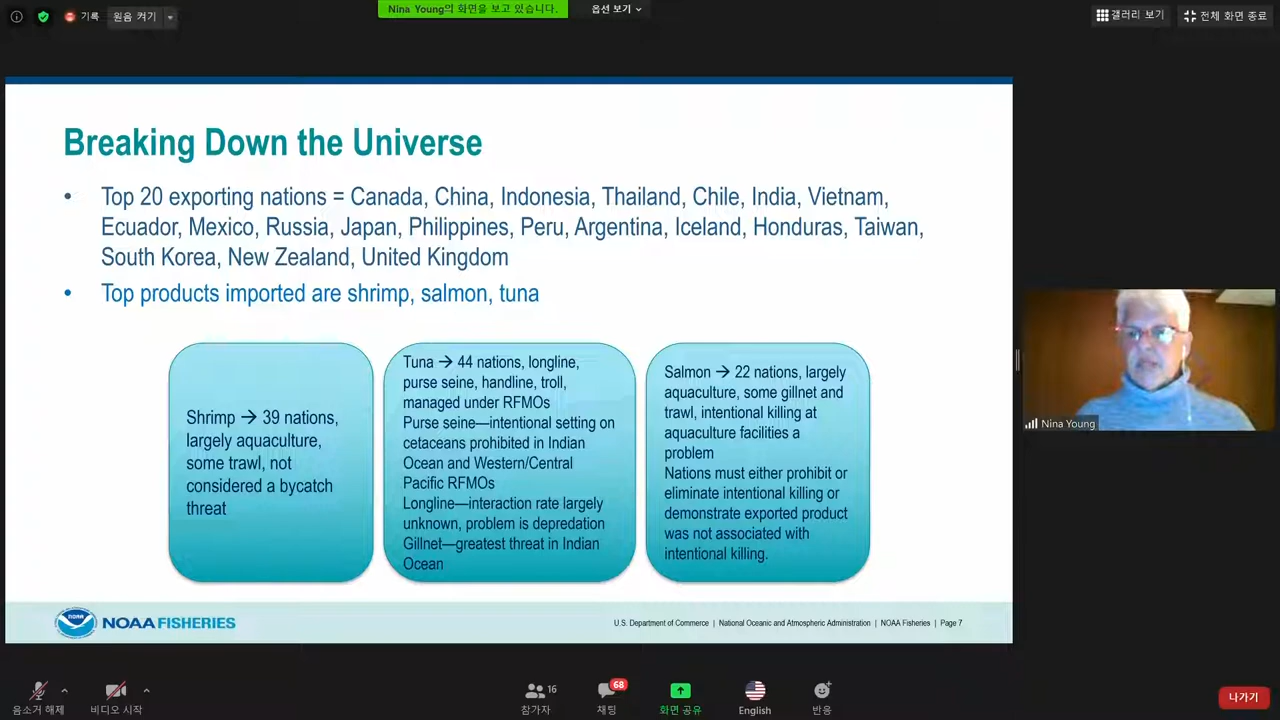 기록
원음 켜기
Nina Young의 화면을 보고 있습니다.
옵션 보기
갤러리 보기
전체 화면 종료
Breaking Down the Universe
• Top 20 exporting nations = Canada, China, Indonesia, Thailand, Chile, India, Vietnam,
Ecuador, Mexico, Russia, Japan, Philippines, Peru, Argentina, Iceland, Honduras, Taiwan,
South Korea, New Zealand, United Kingdom
• Top products imported are shrimp, salmon, tuna
Shrimp → 39 nations,
largely aquaculture,
some trawl, not
considered a bycatch
threat
Tuna → 44 nations, longline,
purse seine, handline, troll,
managed under RFMOs
Purse seine—intentional setting on
cetaceans prohibited in Indian
Ocean and Western/Central
Pacific RFMOs
Longline—interaction rate largely
unknown, problem is depredation
Gillnet—greatest threat in Indian
Ocean
Salmon → 22 nations, largely
aquaculture, some gillnet and
trawl, intentional killing at
aquaculture facilities a
problem
Nations must either prohibit or
eliminate intentional killing or
demonstrate exported product
was not associated with
intentional killing.
Nina Young
NOAA
NOAA FISHERIES
U.S. Department of Commerce | National Oceanic and Atmospheric Administration | NOAA Fisheries | Page 7
음소거 해제
비디오 시작
16
참가자
68
채팅
화면 공유
English
반응
나가기